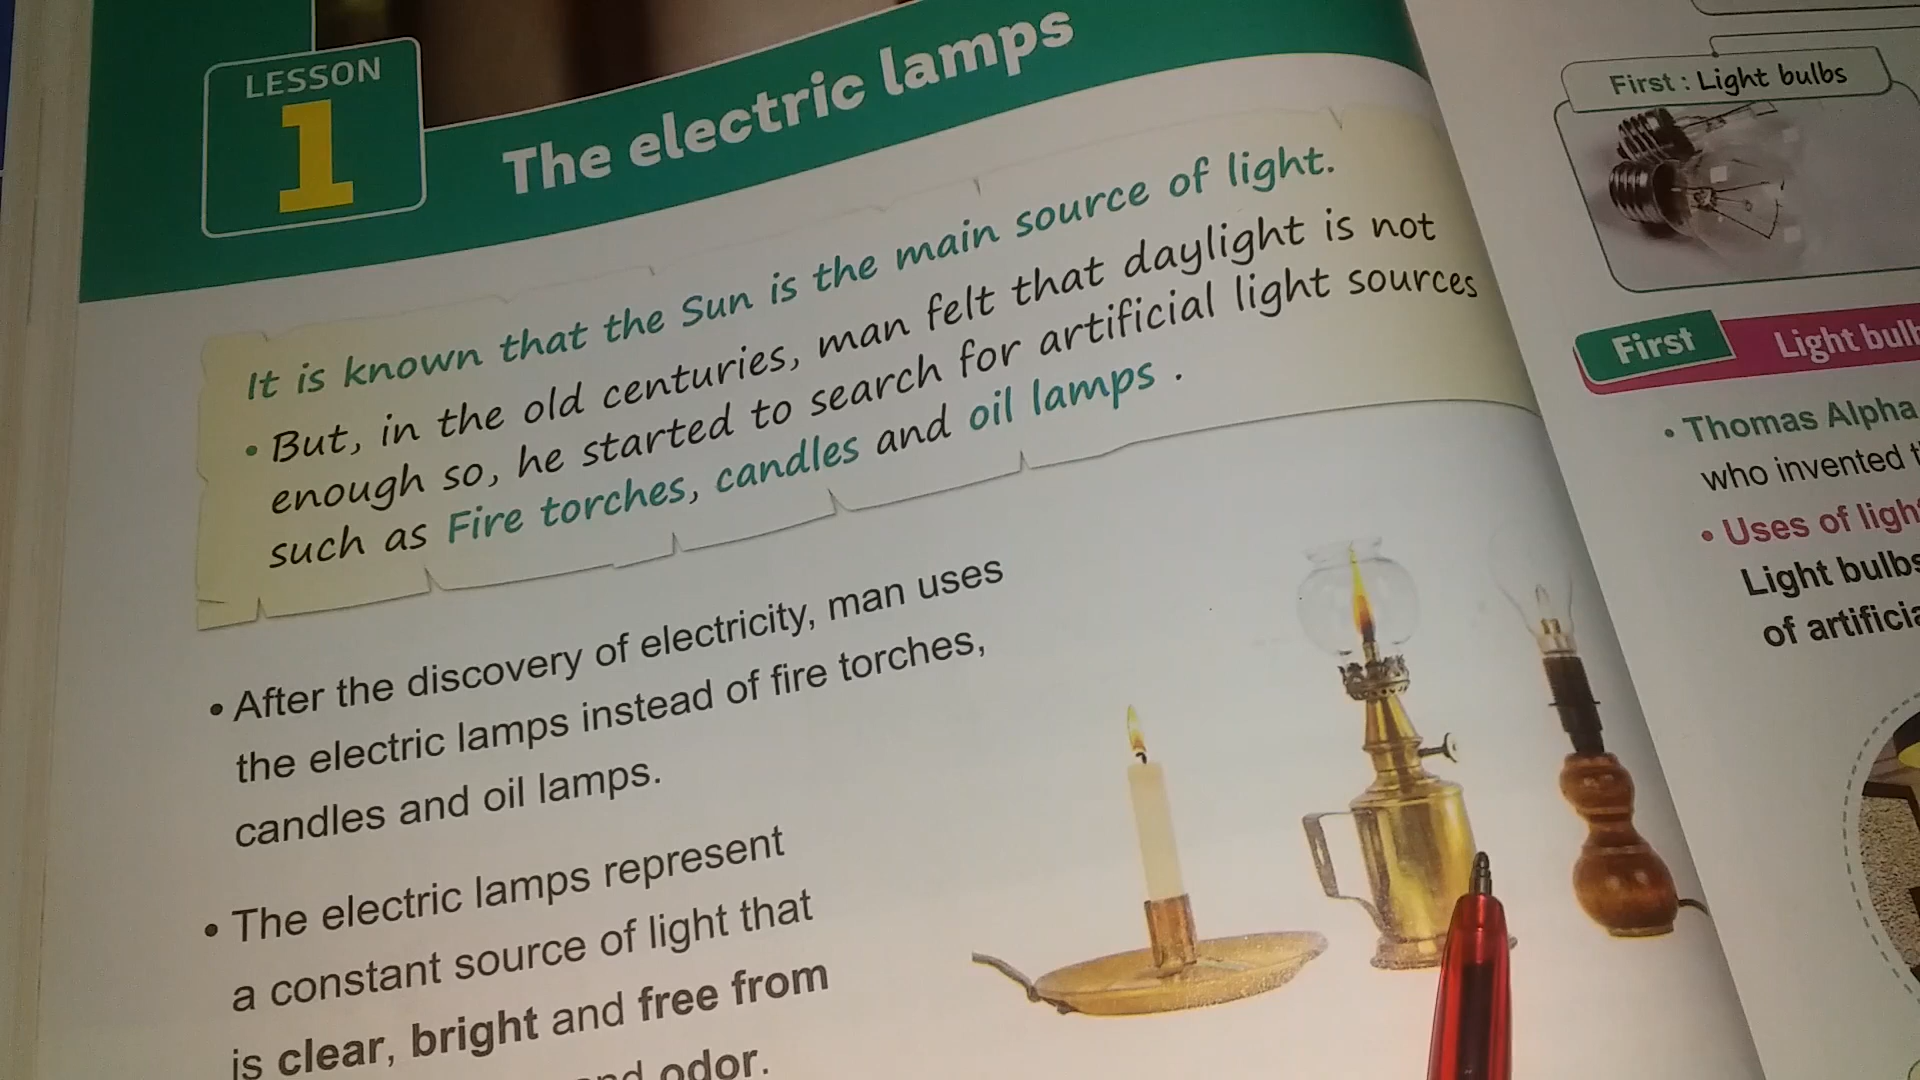 LESSON
1
The electric lamps
It is known that the Sun is the main source of light.
• But, in the old centuries, man felt that daylight is not
enough so, he started to search for artificial light sources
such as Fire torches, candles and oil lamps .
• After the discovery of electricity, man uses
the electric lamps instead of fire torches,
candles and oil lamps.
• The electric lamps represent
a constant source of light that
is clear, bright and free from
odor.
First : Light bulbs
First
Light
• Thomas Alpha
who invented
• Uses of
Light bulbs
of